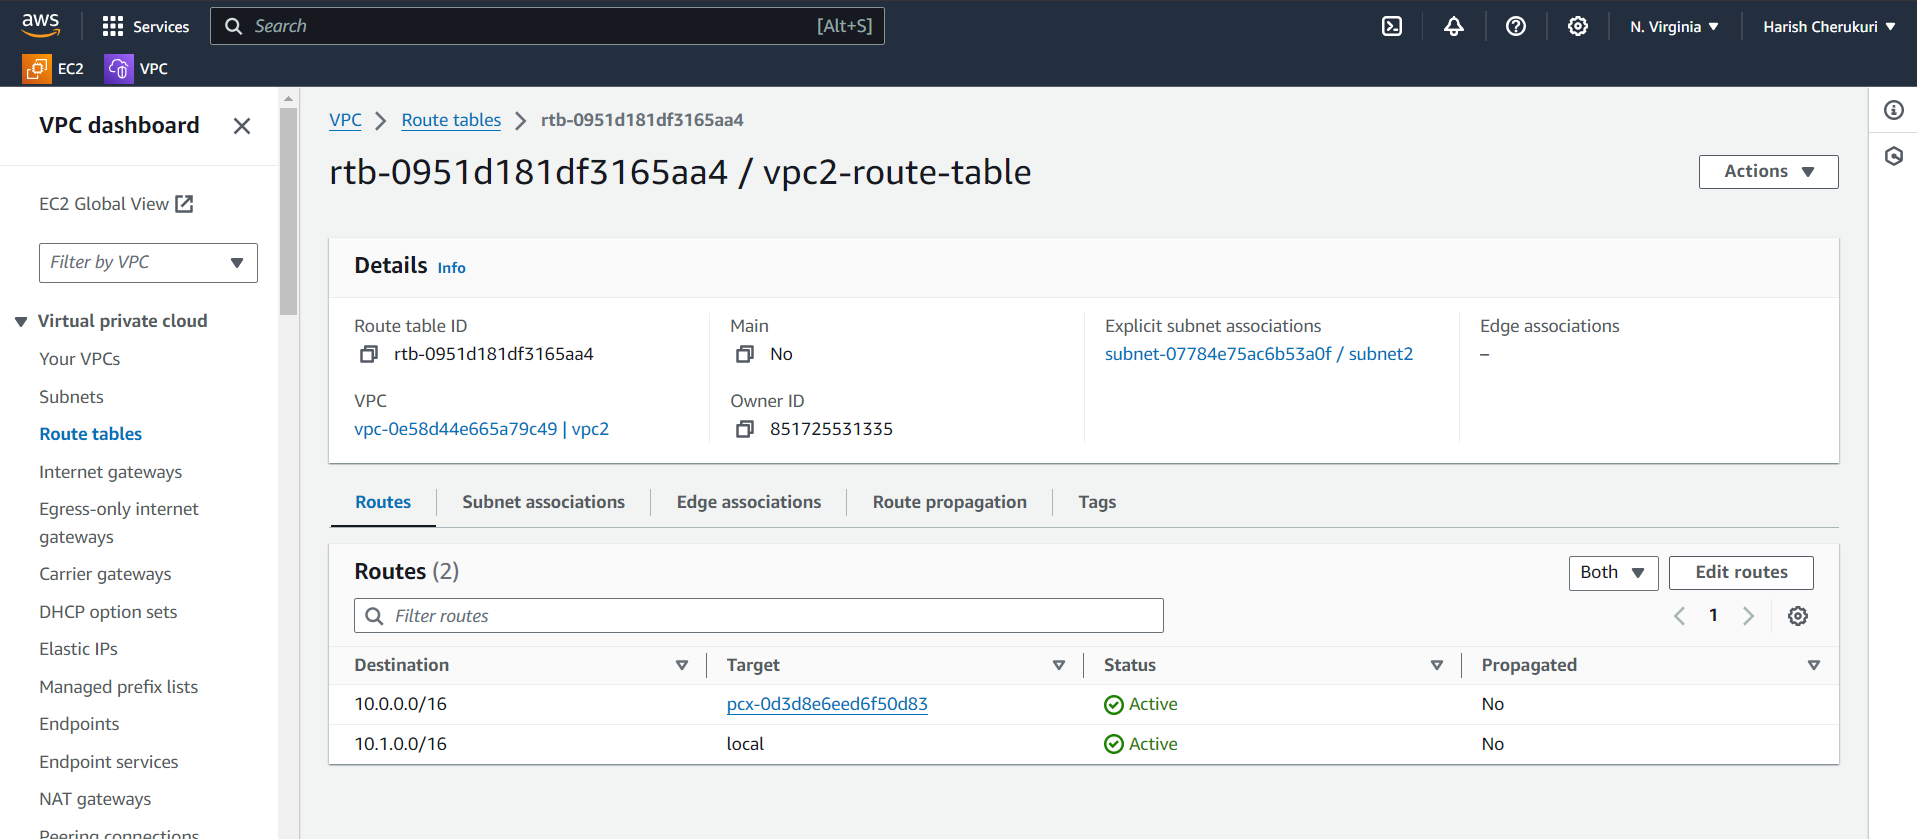 aws Services Search [Alt+S] N. Virginia Harish Cherukuri
EC2 VPC
VPC dashboard
EC2 Global View
Filter by VPC
Virtual private cloud
Your VPCs
Subnets
Route tables
Internet gateways
Egress-only internet
gateways
Carrier gateways
DHCP option sets
Elastic IPs
Managed prefix lists
Endpoints
Endpoint services
NAT gateways
Peering connections
VPC Route tables rtb-0951d181df3165aa4
rtb-0951d181df3165aa4 / vpc2-route-table
Actions
Details Info
Route table ID
rtb-0951d181df3165aa4
Main
No
Explicit subnet associations
subnet-07784e75ac6b53a0f / subnet2
Edge associations
–
VPC
vpc-0e58d44e665a79c49 | vpc2
Owner ID
851725531335
Routes Subnet associations Edge associations Route propagation Tags
Routes (2)
Both Edit routes
Filter routes
1
Destination Target Status Propagated
10.0.0.0/16 pcx-0d3d8e6eed6f50d83 Active No
10.1.0.0/16 local Active No